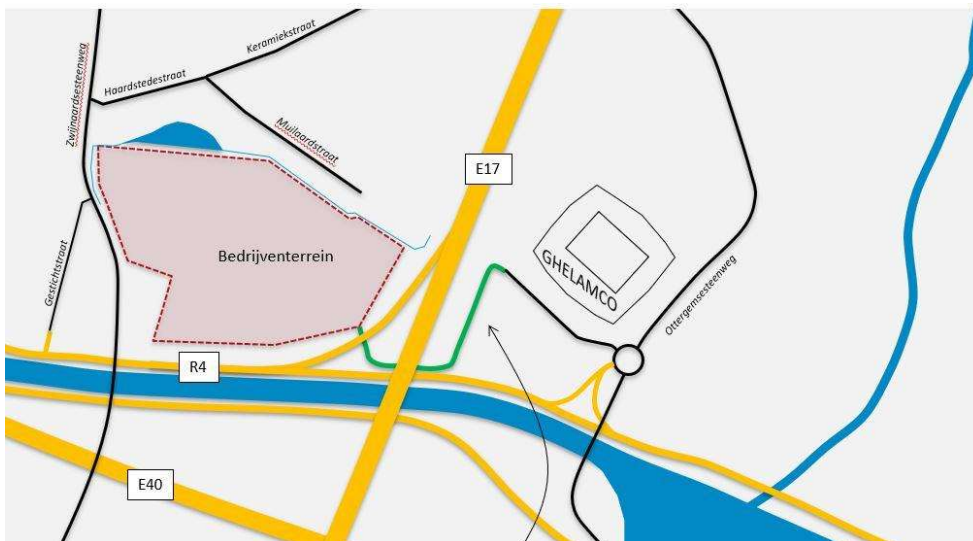 Keramiekstraat
Zwijnaardsesteenweg
Haardstedestraat
Muilaardstraat
E17
Bedrijventerrein
GHELAMCO
Ottergemsesteenweg
Gestichtstraat
R4
E40